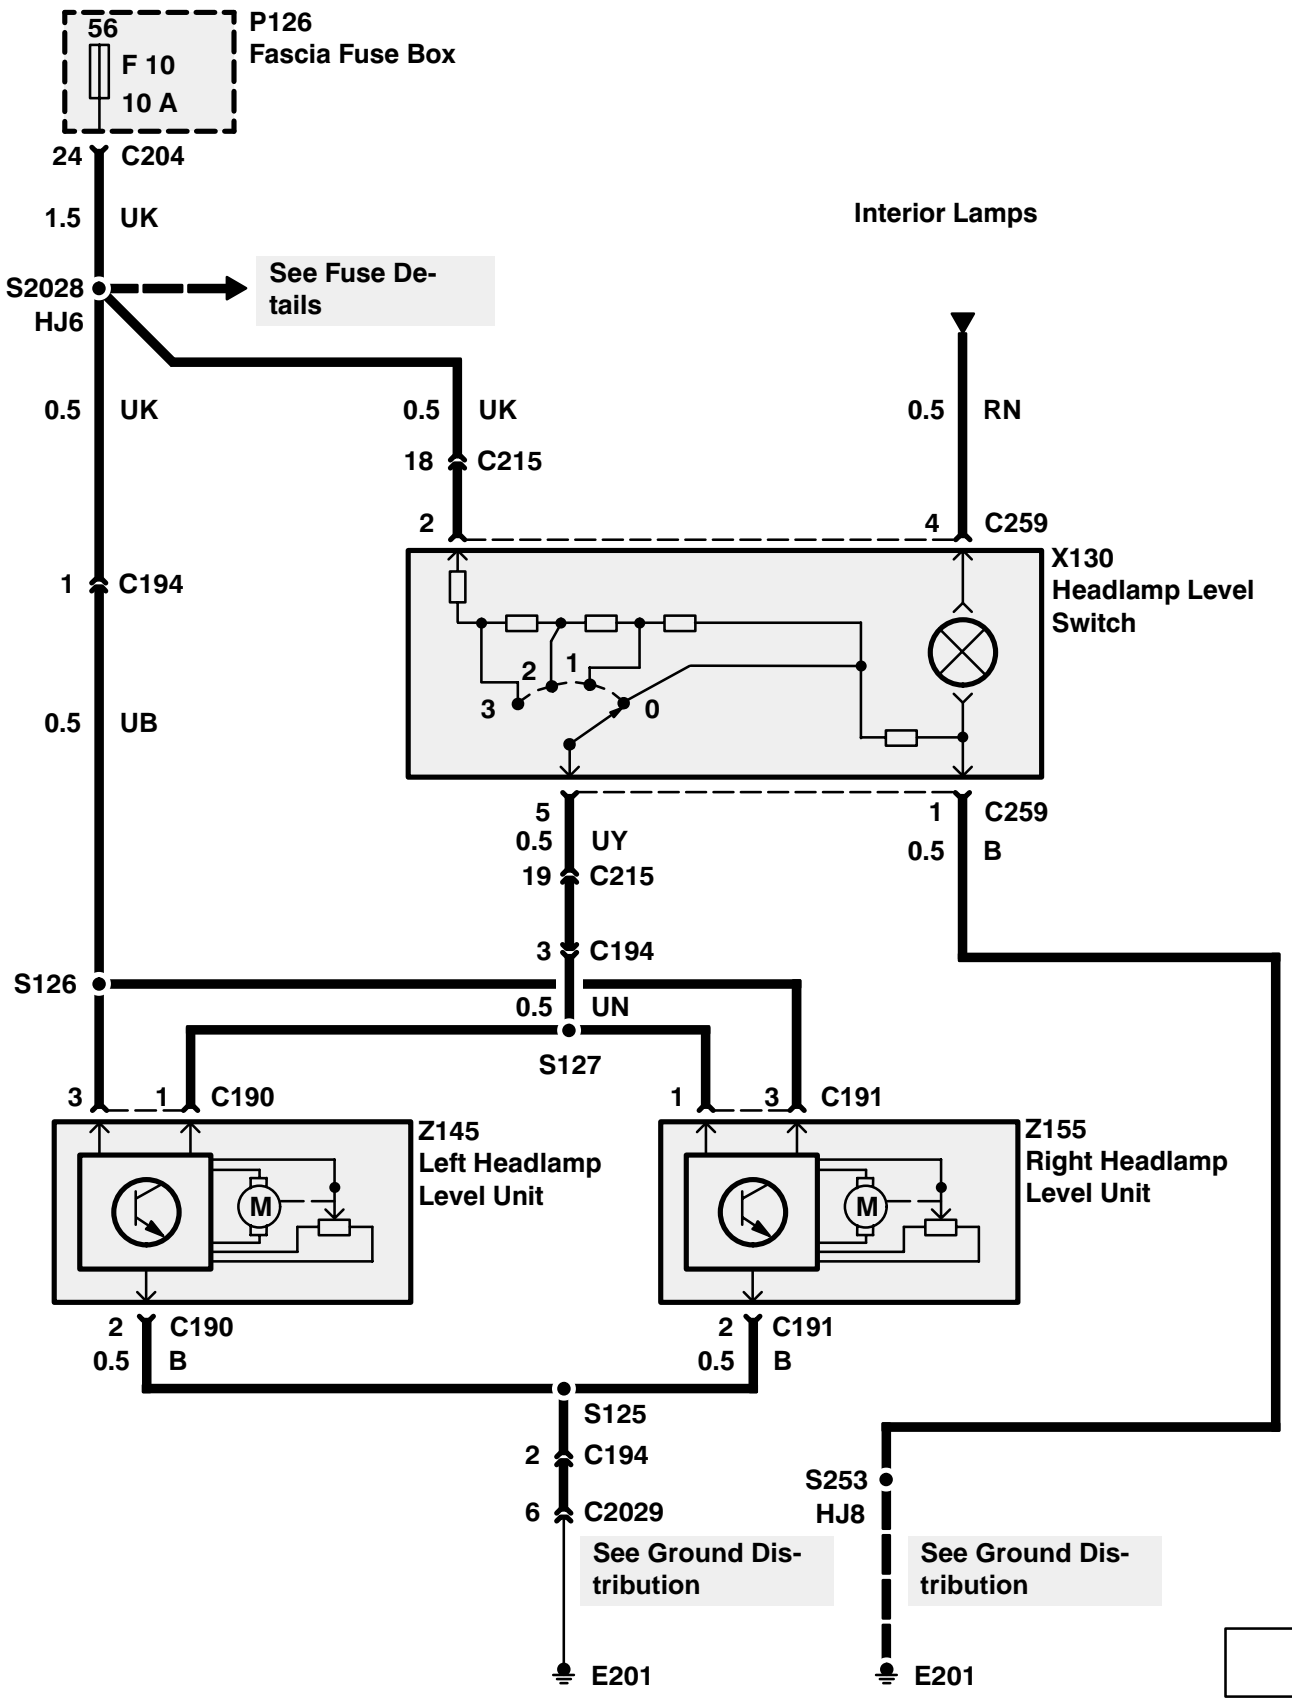 56
P126
Fascia Fuse Box
F 10
10 A
24 C204
1.5 UK
Interior Lamps
See Fuse De-
tails
S2028
HJ6
0.5 UK
0.5 UK
0.5 RN
18 C215
2
4 C259
X130
Headlamp Level
Switch
1 C194
2
1
3
0
0.5 UB
5
1 C259
0.5 UY
0.5 B
19 C215
3 C194
S126
0.5 UN
S127
3 1 C190
1 3 C191
Z145
Left Headlamp
Level Unit
M
Z155
Right Headlamp
Level Unit
M
2 C190
0.5 B
2 C191
0.5 B
S125
2 C194
S253
HJ8
6 C2029
See Ground Dis-
tribution
See Ground Dis-
tribution
E201
E201